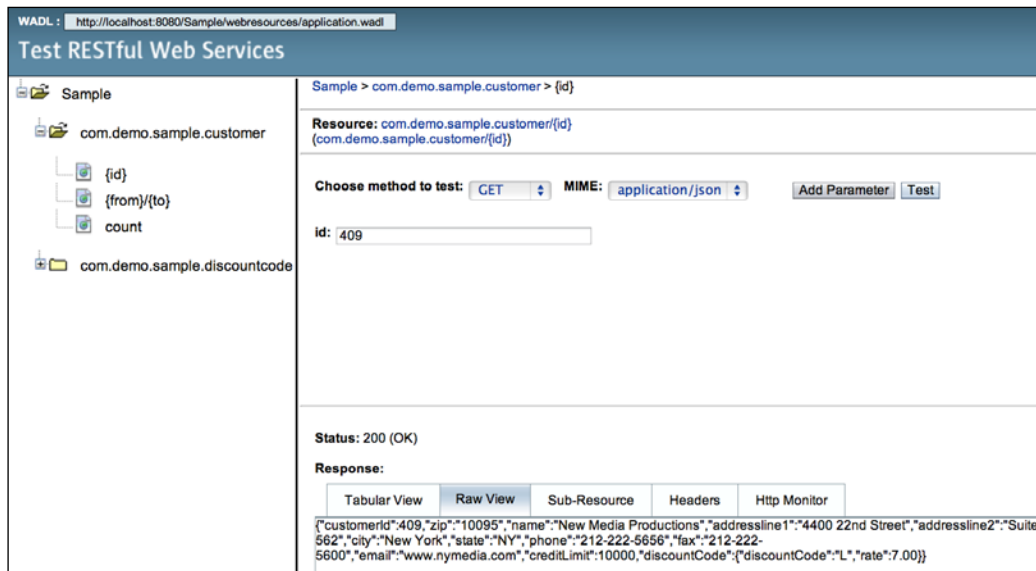 WADL : http://localhost:8080/Sample/webresources/application.wadl
Test RESTful Web Services
Sample
com.demo.sample.customer
{id}
{from}/{to}
count
com.demo.sample.discountcode
Sample > com.demo.sample.customer > {id}
Resource: com.demo.sample.customer/{id}
(com.demo.sample.customer/{id})
Choose method to test: GET MIME: application/json Add Parameter Test
id: 409
Status: 200 (OK)
Response:
Tabular View Raw View Sub-Resource Headers Http Monitor
{"customerId":409,"zip":"10095","name":"New Media Productions","addressline1":"4400 22nd Street","addressline2":"Suite
562","city":"New York","state":"NY","phone":"212-222-5656","fax":"212-222-
5600","email":"www.nymedia.com","creditLimit":10000,"discountCode":{"discountCode":"L","rate":7.00}}